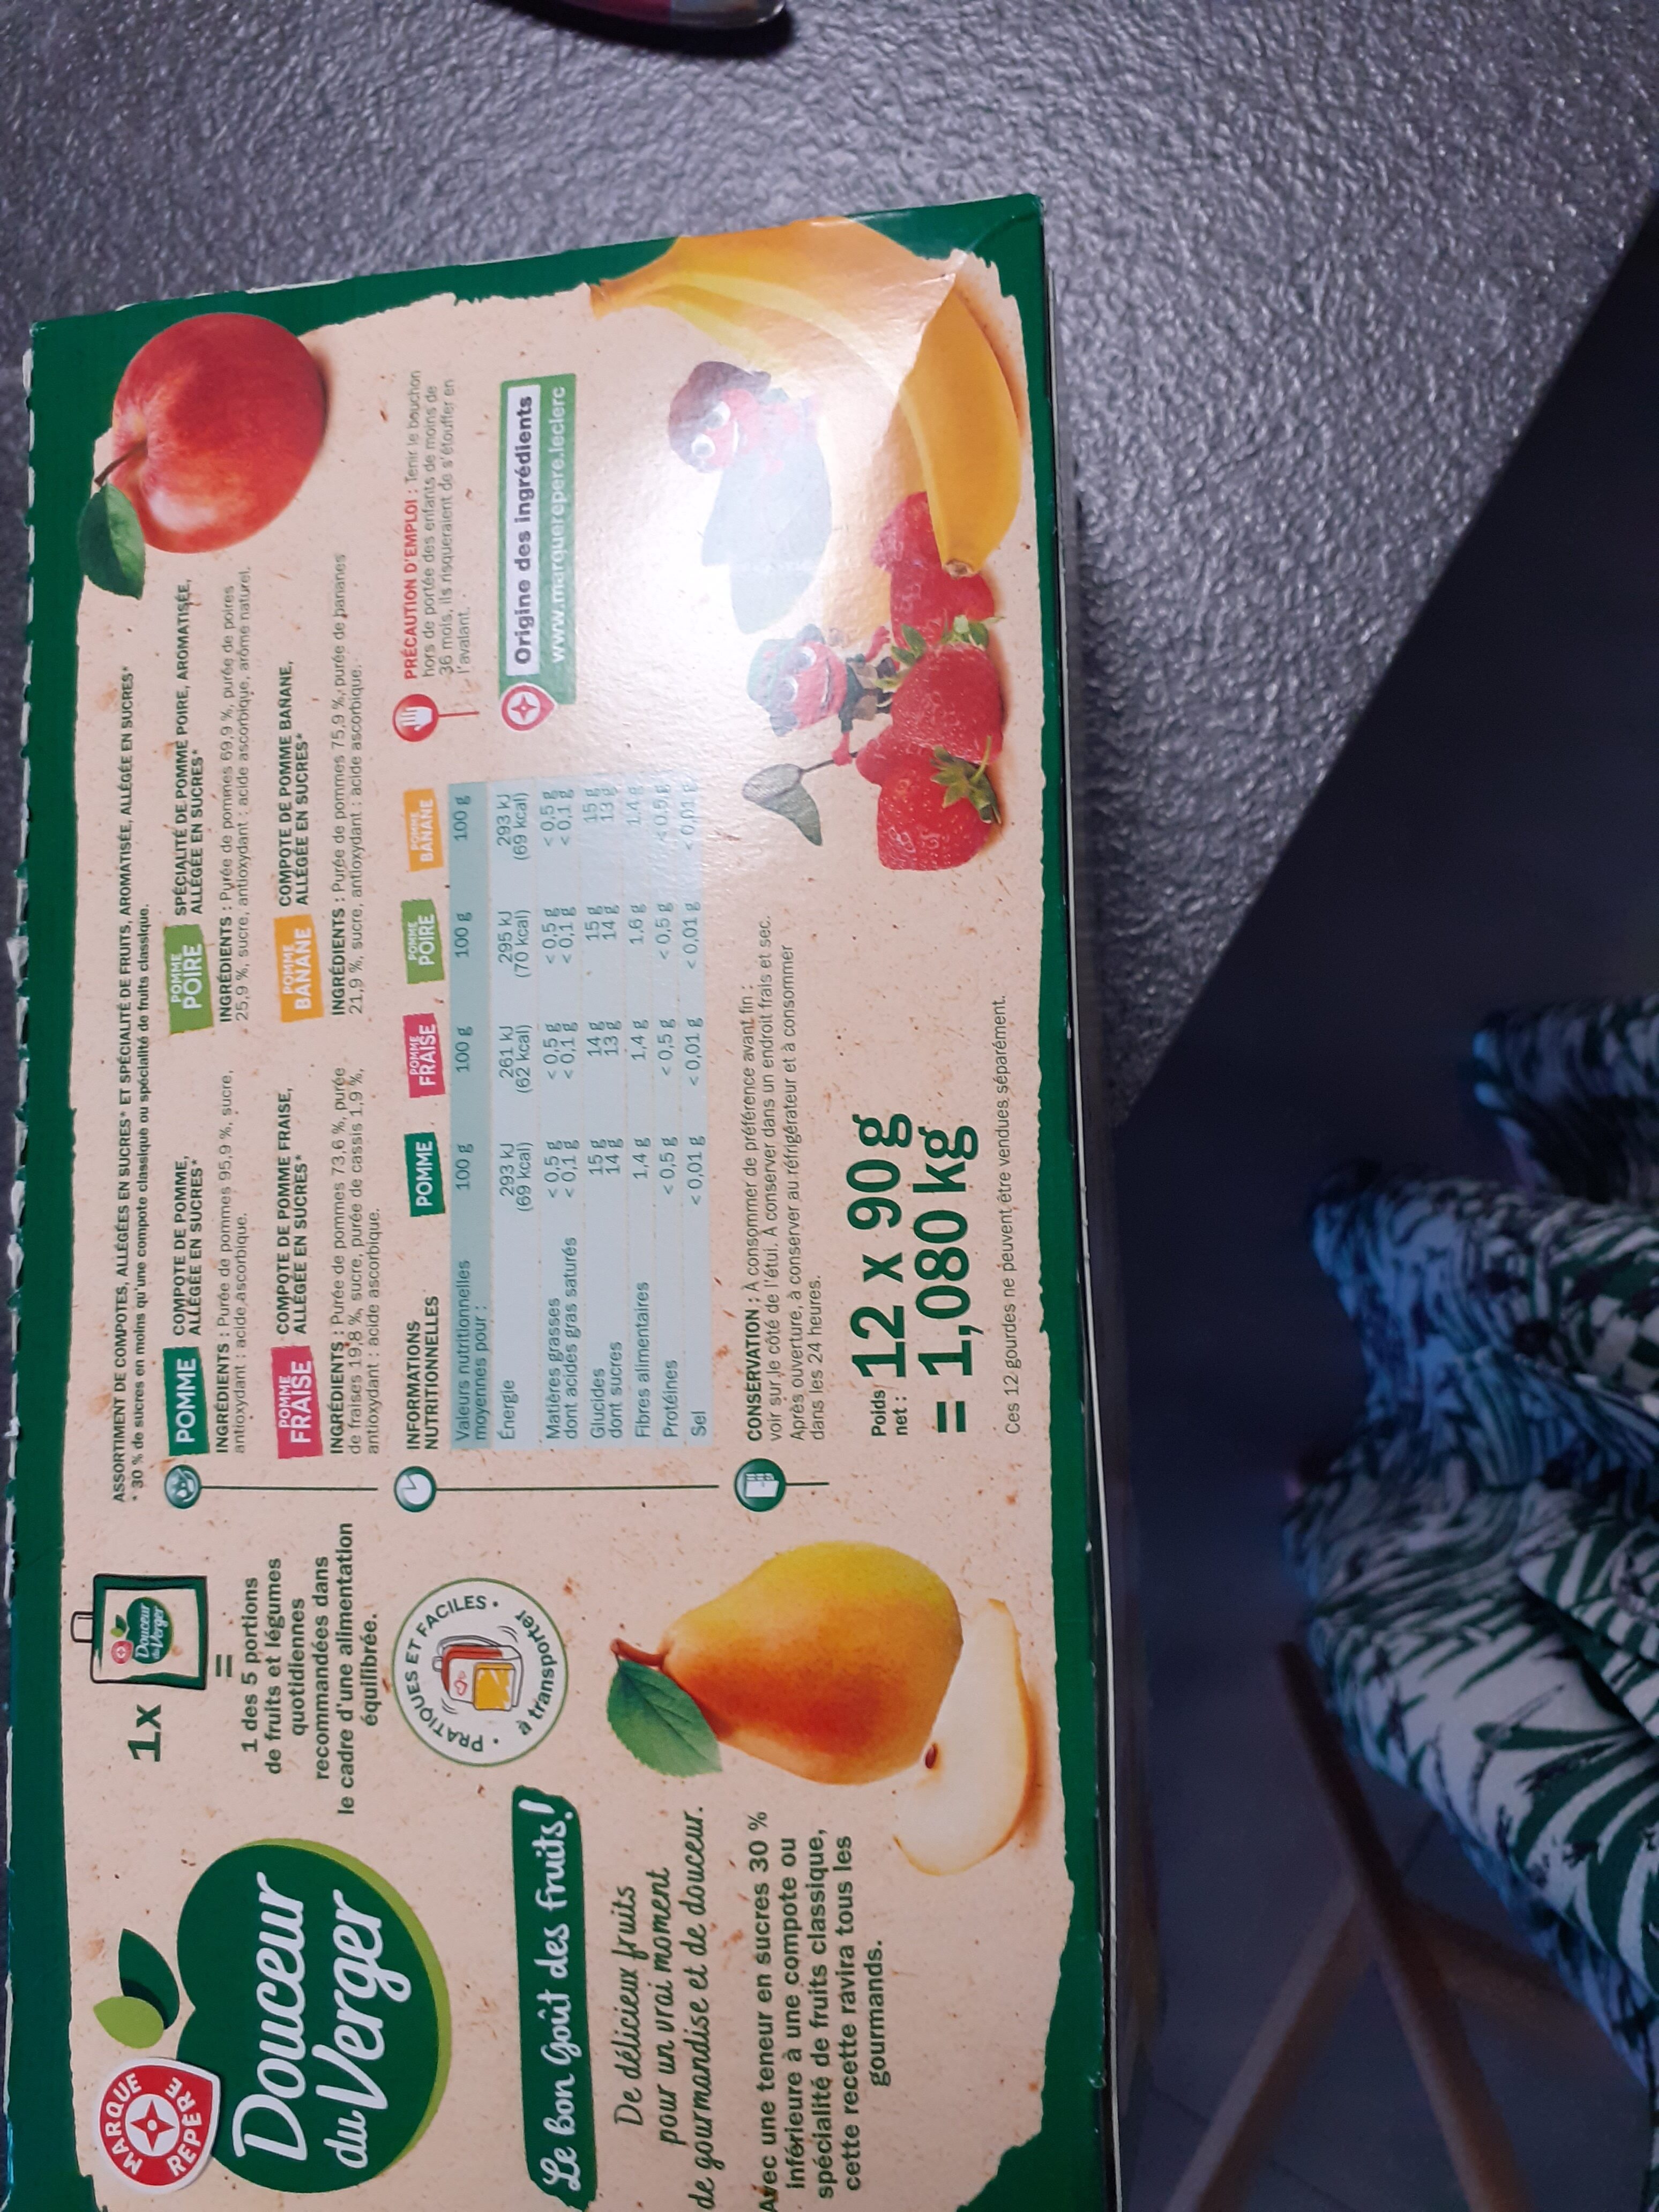 MARQUE
REPÈRE
Douceur
du Verger
Le Bon Goût des fruits!
De délicieux fruits
pour un vrai moment
de gourmandise et de douceur.
Avec une teneur en sucres 30 %
inférieure à une compote ou
spécialité de fruits classique,
cette recette ravira tous les
gourmands.
1x
Douceur
du Verger
=
1 des 5 portions
de fruits et légumes
quotidiennes
recommandées dans
le cadre d'une alimentation
équilibrée.
• PRATIQUES ET FACILES •
à transporter
ASSORTIMENT DE COMPOTES, ALLÉGÉES EN SUCRES* ET SPÉCIALITÉ DE FRUITS, AROMATISÉE, ALLÉGÉE EN SUCRES*
* 30 % de sucres en moins qu'une compote classique ou spécialité de fruits classique.
POMME
COMPOTE DE POMME,
ALLÉGÉE EN SUCRES*
INGRÉDIENTS : Purée de pommes 95,9 %, sucre,
antioxydant : acide ascorbique.
POMME
FRAISE
COMPOTE DE POMME FRAISE,
ALLÉGÉE EN SUCRES*
INGRÉDIENTS : Purée de pommes 73,6 %, purée
de fraises 19,8 %, sucre, purée de cassis 1,9 %,
antioxydant : acide ascorbique.
POMME
POIRE
SPÉCIALITÉ DE POMME POIRE, AROMATISÉE,
ALLÉGÉE EN SUCRES*
INGRÉDIENTS : Purée de pommes 69,9 %, purée de poires
25,9 %, sucre, antioxydant : acide ascorbique, arôme naturel.
POMME
BANANE
COMPOTE DE POMME BANANE,
ALLÉGÉE EN SUCRES*
INGRÉDIENTS : Purée de pommes 75,9 %, purée de bananes
21,9 %, sucre, antioxydant : acide ascorbique.
INFORMATIONS
NUTRITIONNELLES
POMME POMME FRAISE POMME POIRE POMME BANANE
Valeurs nutritionnelles
moyennes pour : 100 g 100 g 100 g 100 g
Énergie 293 kJ 261 kJ 295 kJ 293 kJ
(69 kcal) (62 kcal) (70 kcal) (69 kcal)
Matières grasses < 0,5 g < 0,5 g < 0,5 g < 0,5 g
dont acides gras saturés < 0,1 g < 0,1 g < 0,1 g < 0,1 g
Glucides 15 g 14 g 15 g 15 g
dont sucres 14 g 13 g 14 g 13 g
Fibres alimentaires 1,4 g 1,4 g 1,6 g 1,4 g
Protéines < 0,5 g < 0,5 g < 0,5 g < 0,5 g
Sel < 0,01 g < 0,01 g < 0,01 g < 0,01 g
PRÉCAUTION D'EMPLOI : Tenir le bouchon
hors de portée des enfants de moins de
36 mois, ils risqueraient de s'étouffer en
l'avalant.
Origine des ingrédients
www.marquerepere.leclerc
CONSERVATION : À consommer de préférence avant fin :
voir sur le côté de l'étui. À conserver dans un endroit frais et sec.
Après ouverture, à conserver au réfrigérateur et à consommer
dans les 24 heures.
Poids
net : 12 x 90 g
= 1,080 kg
Ces 12 gourdes ne peuvent être vendues séparément.